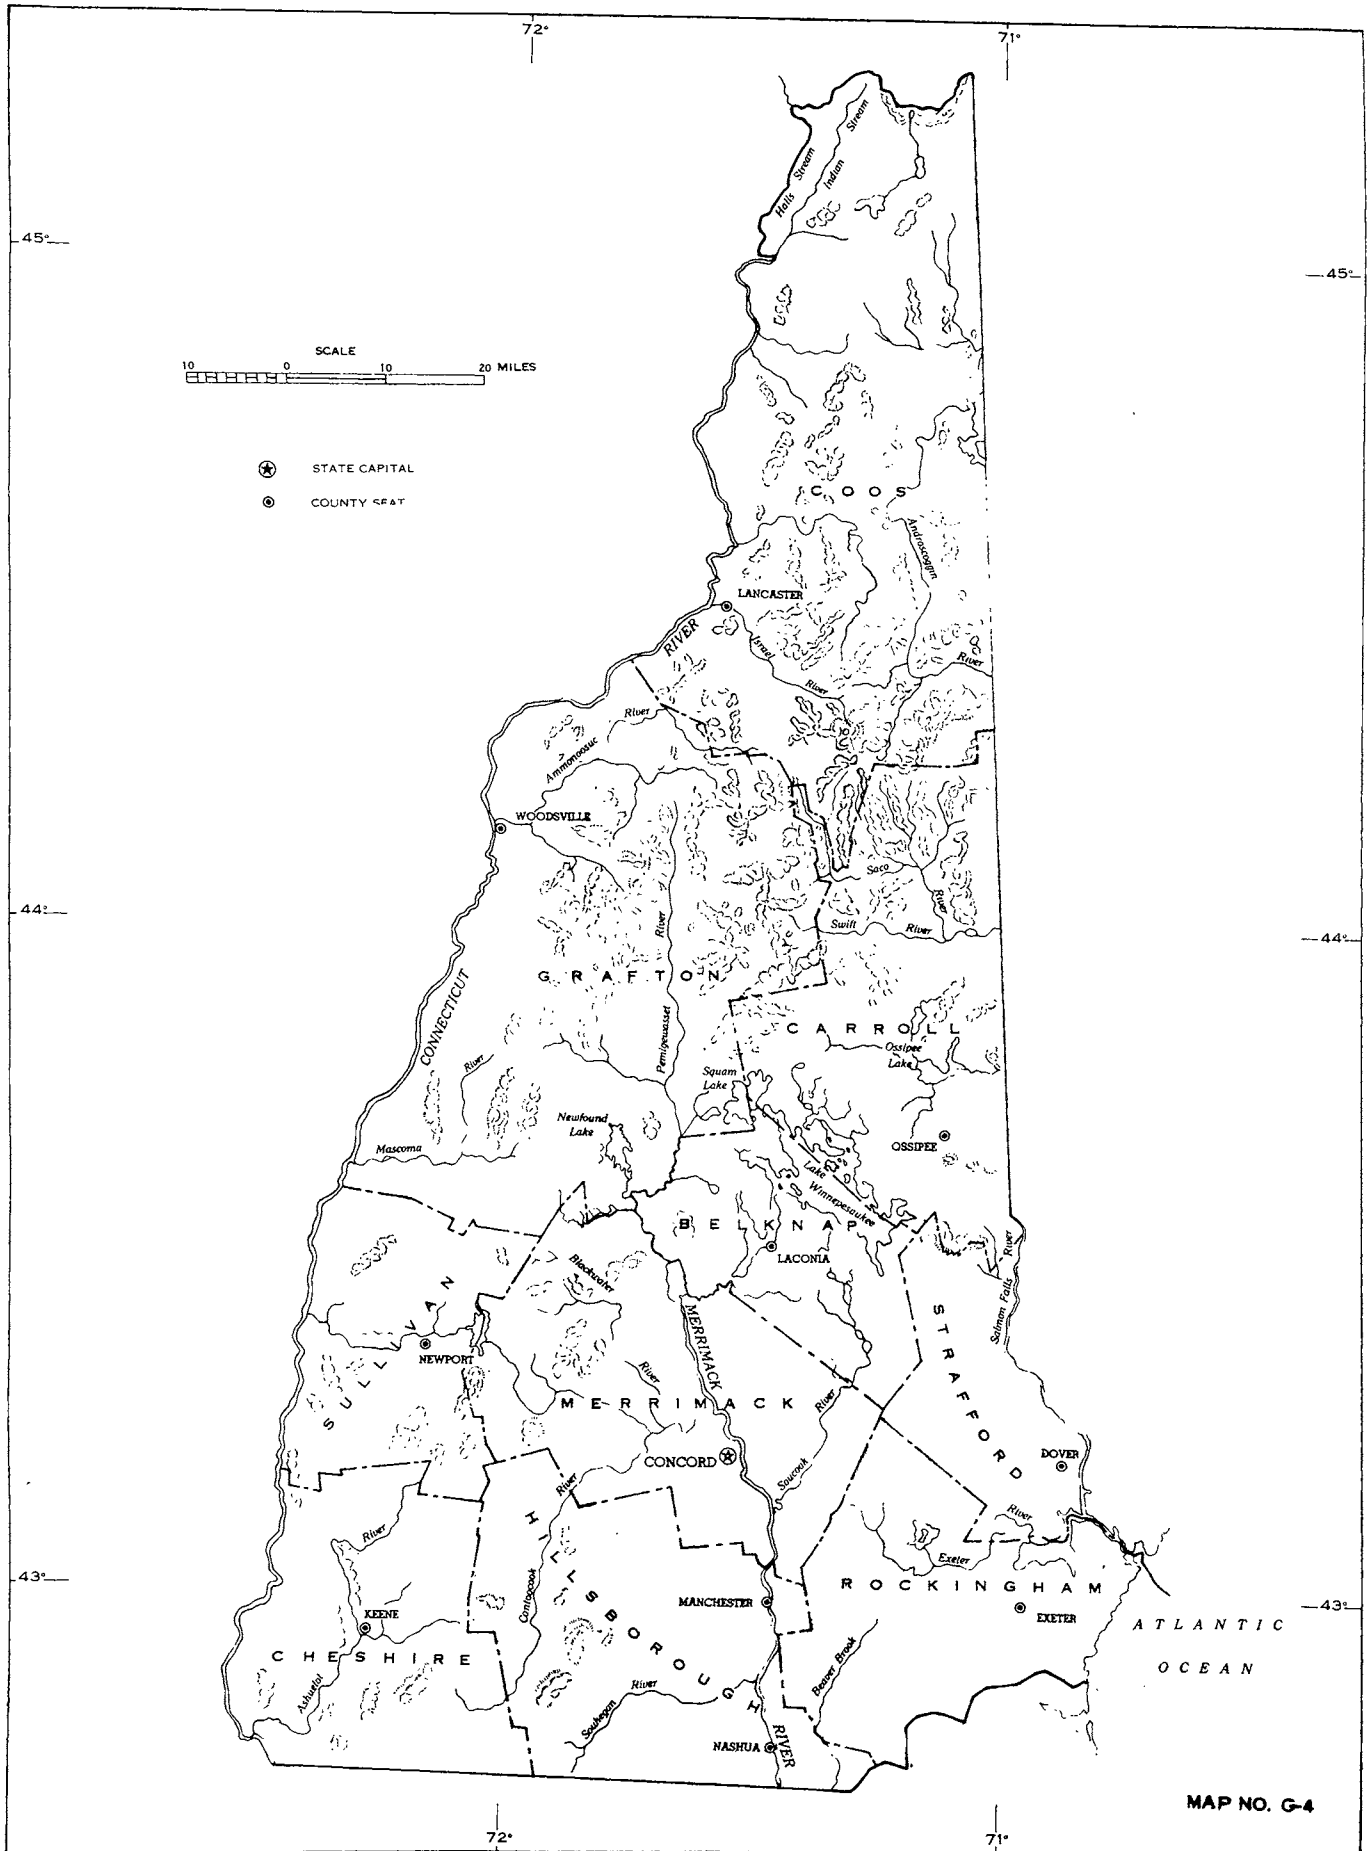 72°
71°
Halls Stream
Indian Stream
45°
45°
SCALE
10 0 10 20 MILES
STATE CAPITAL
COUNTY SEAT
COOS
Androscoggin
River
LANCASTER
RIVER
Israel
River
River
Ammonoosuc
WOODSVILLE
Saco
River
44°
44°
Swift River
River
GRAFTON
CONNECTICUT
Pemigewasset
CARROLL
Ossipee
Lake
River
Squam
Lake
Newfound
Lake
OSSIPEE
Mascoma
Lake
Winnepesaukee
BELKNAP
LACONIA
River
Salmon Falls
Blackwater
River
MERRIMACK
STRAFFORD
SULLIVAN
NEWPORT
MERRIMACK
River
CONCORD
Soucook
DOVER
River
River
HILLSBOROUGH
River
Exeter
43°
43°
ROCKINGHAM
Contoocook
MANCHESTER
EXETER
KEENE
ATLANTIC
OCEAN
CHESHIRE
Beaver Brook
Ashuelot
River
Souhegan
NASHUA
RIVER
MAP NO. G-4
72°
71°